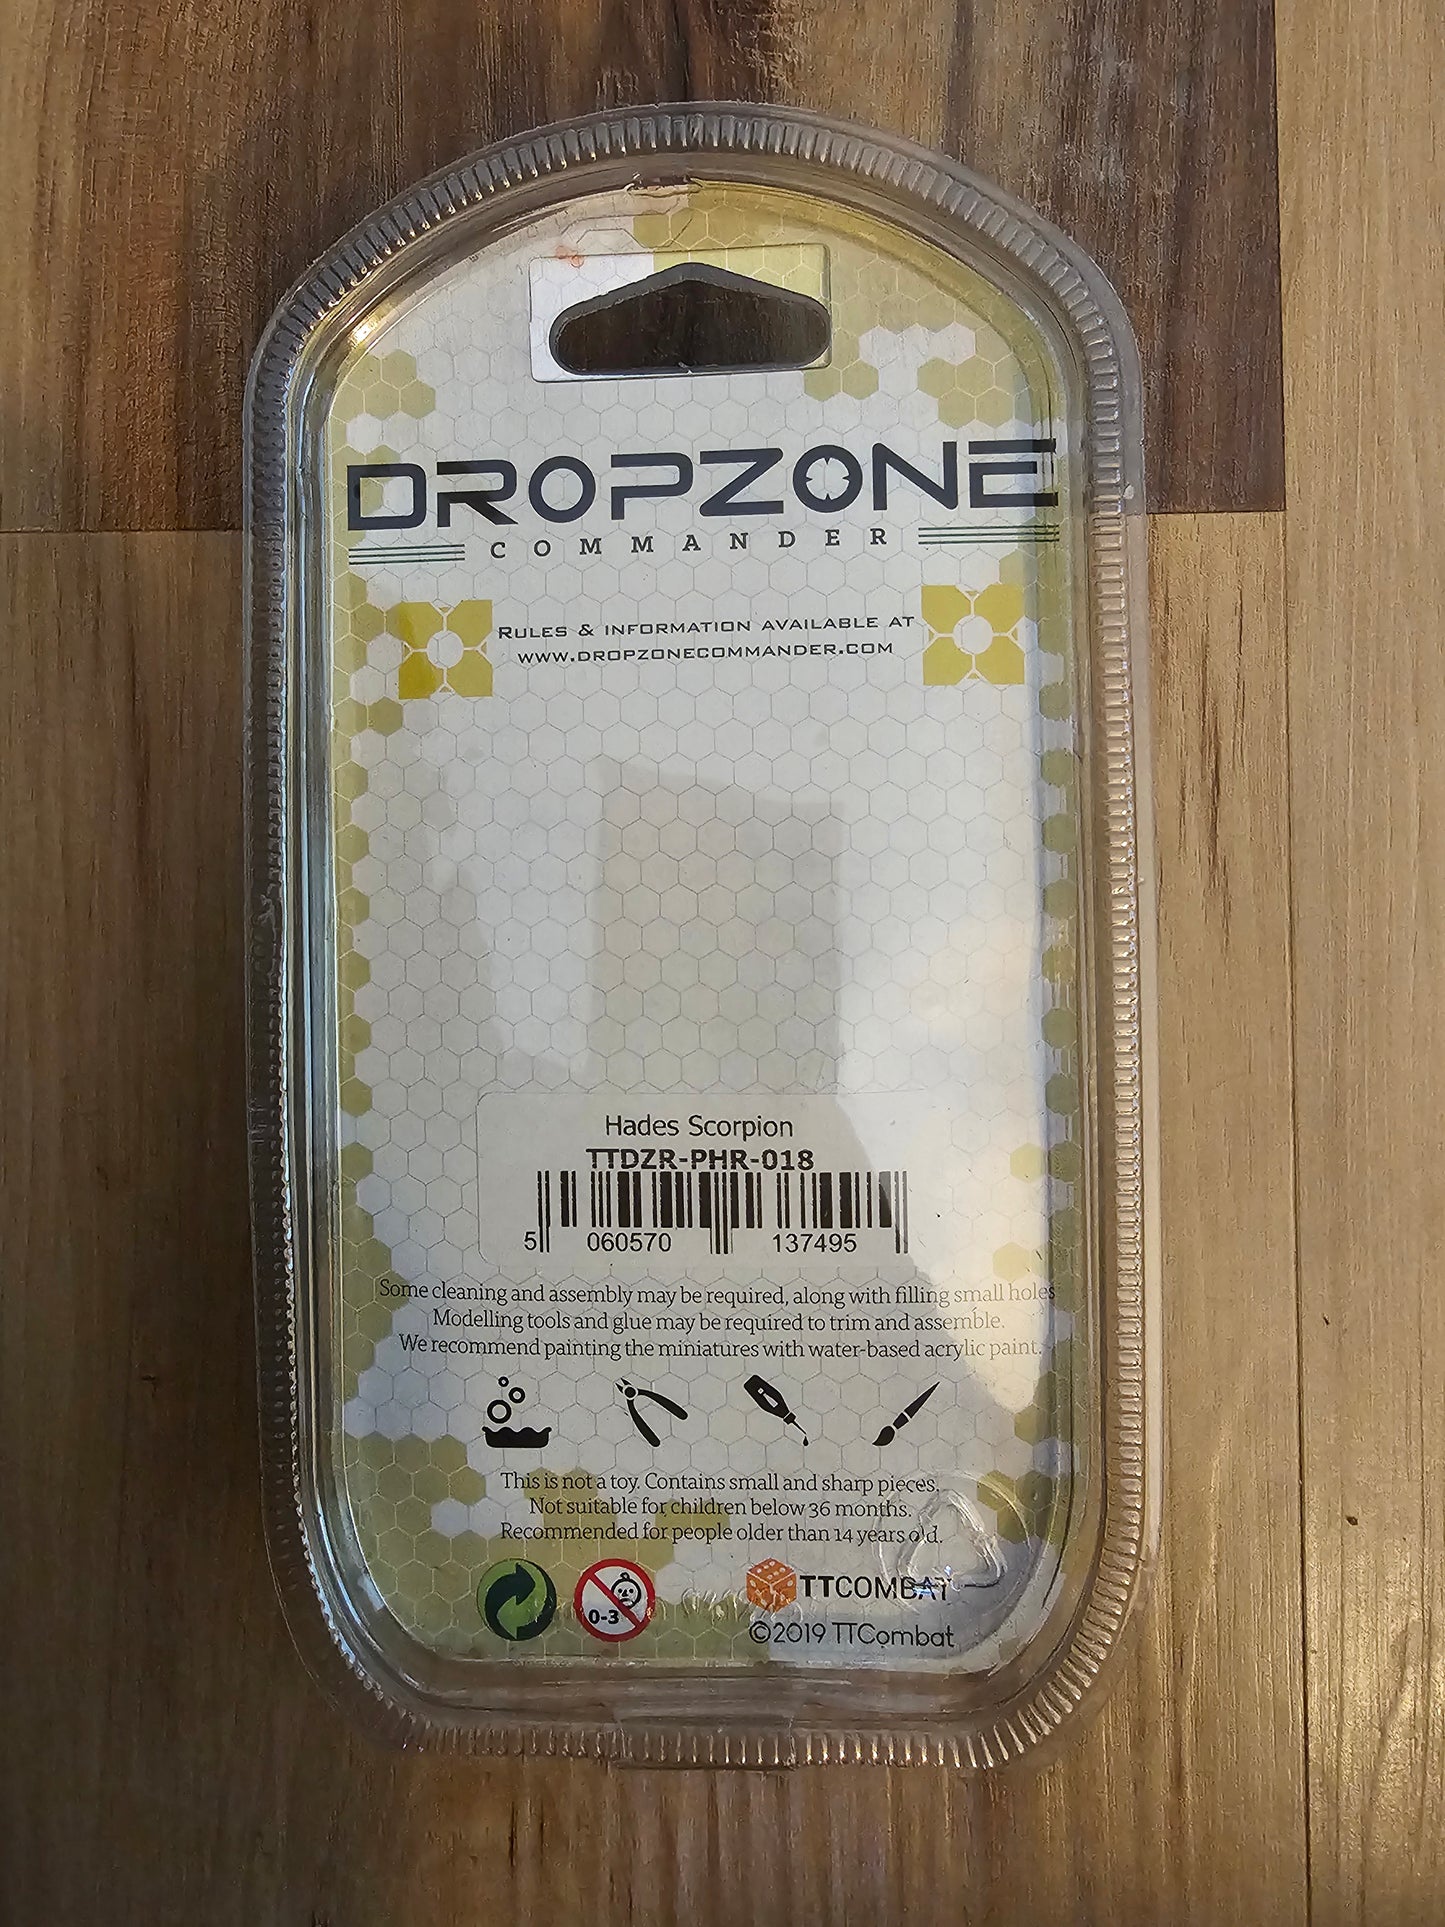 DROPZONE
COMMANDER
RULES & INFORMATION AVAILABLE AT
WWW.DROPZONECOMMANDER.COM
Hades Scorpion
TTDZR-PHR-018
5 060570 137495
Some cleaning and assembly may be required, along with filling small holes
Modelling tools and glue may be required to trim and assemble.
We recommend painting the miniatures with water-based acrylic paint.
This is not a toy. Contains small and sharp pieces.
Not suitable for children below 36 months.
Recommended for people older than 14 years old.
0-3
TTCOMBAT
©2019 TTCombat